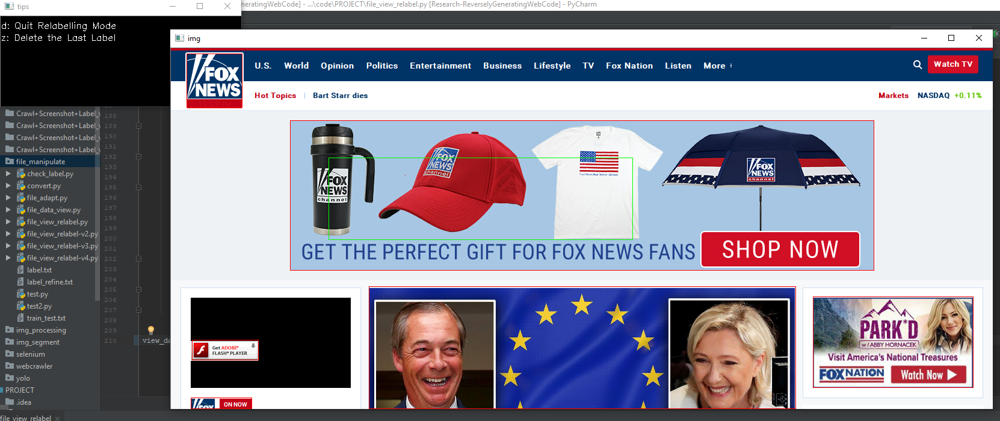 tips
neratingWebCode] - ...\code\PROJECT\file_view_relabel.py [Research-ReverselyGeneratingWebCode] - PyCharm
d: Quit Relabelling Mode
z: Delete the Last Label
img
FOX NEWS
U.S. World Opinion Politics Entertainment Business Lifestyle TV Fox Nation Listen More
Watch TV
Hot Topics | Bart Starr dies
Markets NASDAQ +0.11%
Crawl+Screenshot+Label_v
Crawl+Screenshot+Label_v
Crawl+Screenshot+Label_v
Crawl+Screenshot+Label_v
file_manipulate
check_label.py
convert.py
file_adapt.py
file_data_view.py
file_view_relabel.py
file_view_relabel-v2.py
file_view_relabel-v3.py
file_view_relabel-v4.py
label.txt
label_refine.txt
test.py
test2.py
train_test.txt
img_processing
img_segment
selenium
webcrawler
yolo
PROJECT
.idea
file_view_relabel
188
189
190
191
192
193
194
195
196
197
198
199
200
201
202
203
204
205
206
207
208
209
210
view_da
FOX NEWS channel
FOX NEWS channel
FOX NEWS channel
GET THE PERFECT GIFT FOR FOX NEWS FANS
SHOP NOW
Get ADOBE®
FLASH® PLAYER
FOX
ON NOW
PARK'D
W/ ABBY HORNACEK
Visit America's National Treasures
FOX NATION
Watch Now